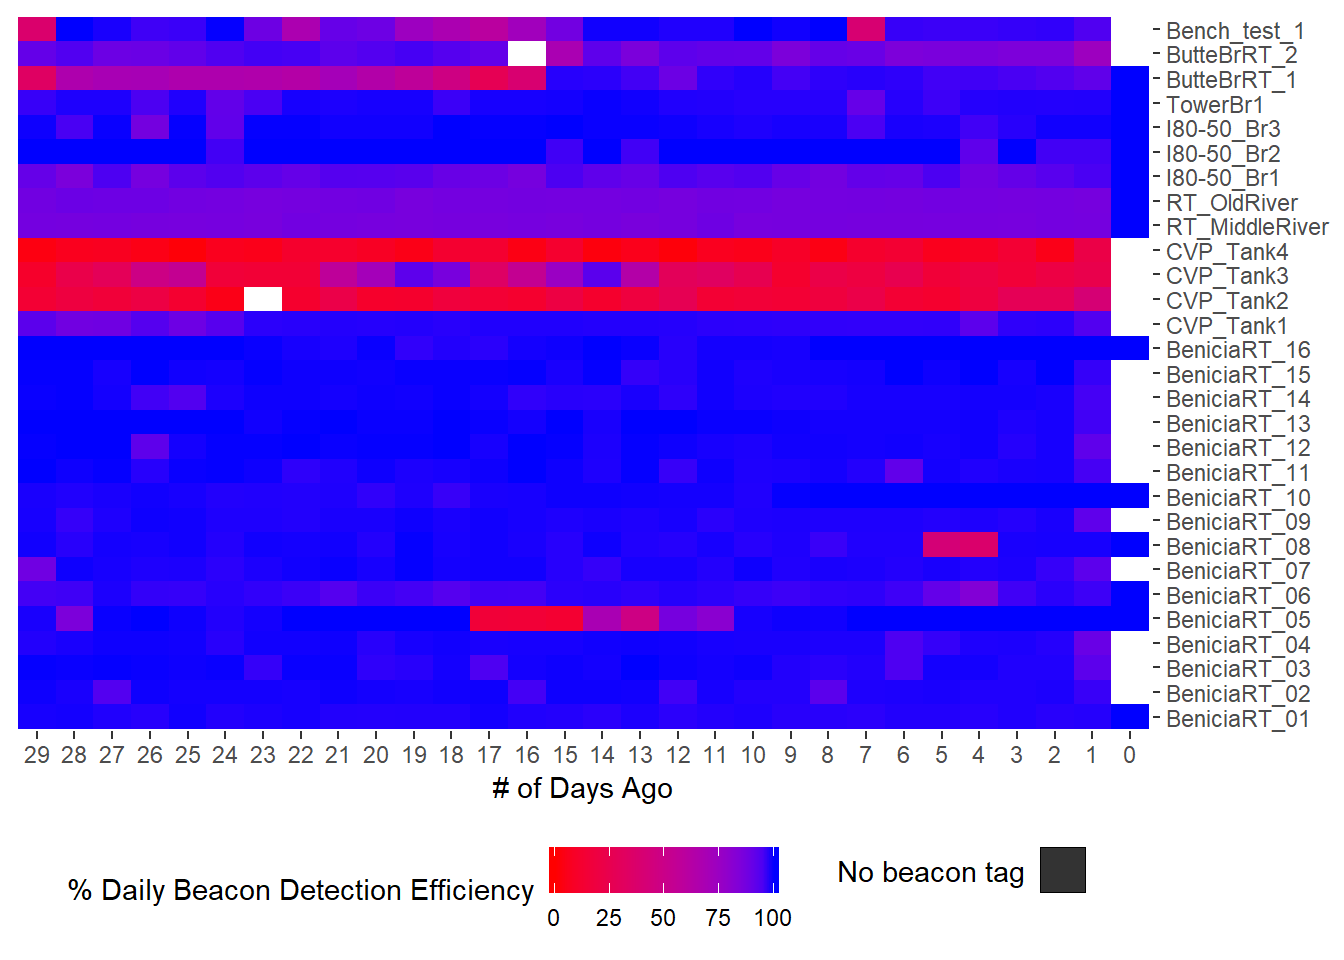 Bench_test_1
ButteBrRT_2
ButteBrRT_1
TowerBr1
I80-50_Br3
I80-50_Br2
I80-50_Br1
RT_OldRiver
RT_MiddleRiver
CVP_Tank4
CVP_Tank3
CVP_Tank2
CVP_Tank1
BeniciaRT_16
BeniciaRT_15
BeniciaRT_14
BeniciaRT_13
BeniciaRT_12
BeniciaRT_11
BeniciaRT_10
BeniciaRT_09
BeniciaRT_08
BeniciaRT_07
BeniciaRT_06
BeniciaRT_05
BeniciaRT_04
BeniciaRT_03
BeniciaRT_02
BeniciaRT_01
29 28 27 26 25 24 23 22 21 20 19 18 17 16 15 14 13 12 11 10 9 8 7 6 5 4 3 2 1 0
# of Days Ago
% Daily Beacon Detection Efficiency
0 25 50 75 100
No beacon tag